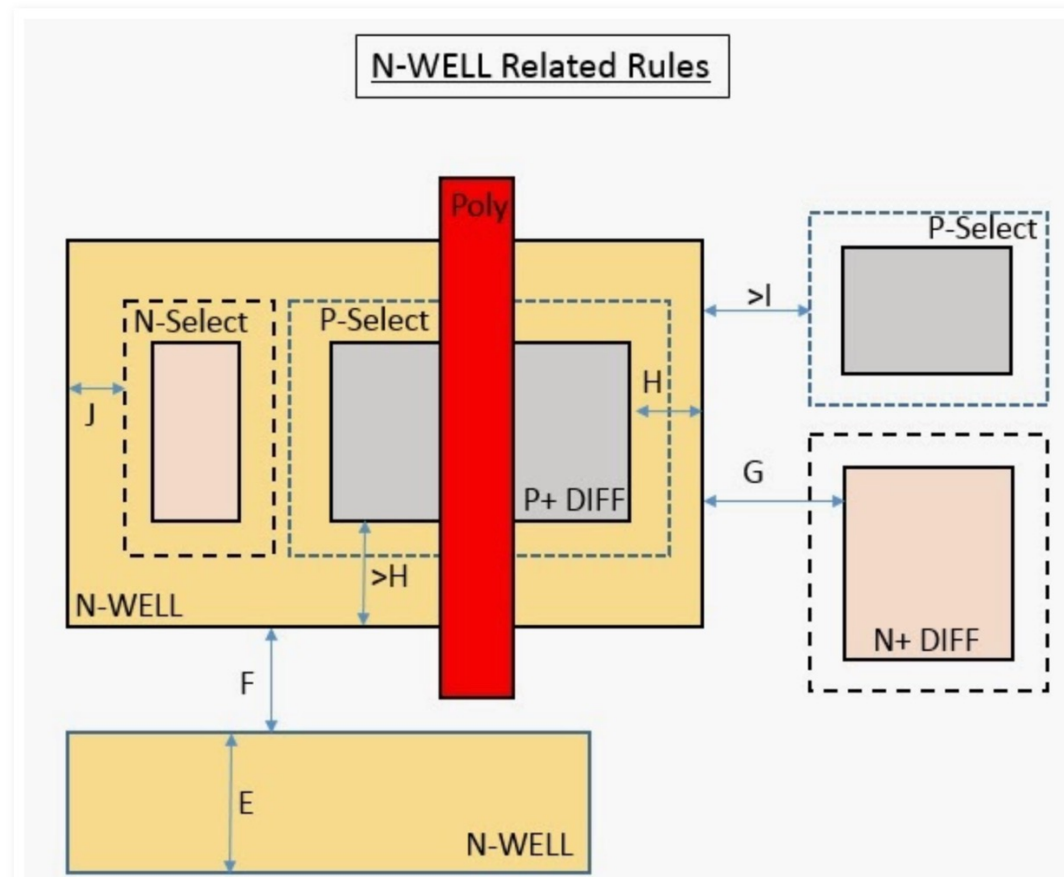 N-WELL Related Rules
Poly
P-Select
N-Select
P-Select
>I
H
J
G
P+ DIFF
>H
N-WELL
N+ DIFF
F
E
N-WELL